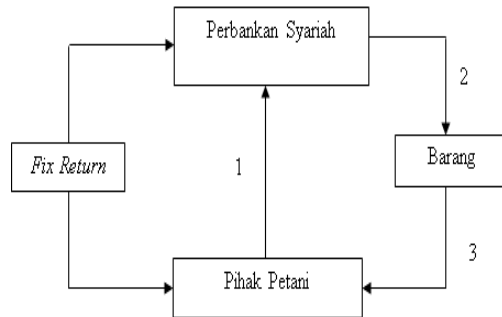 Perbankan Syariah
2
Fix Return
1
Barang
3
Pihak Petani